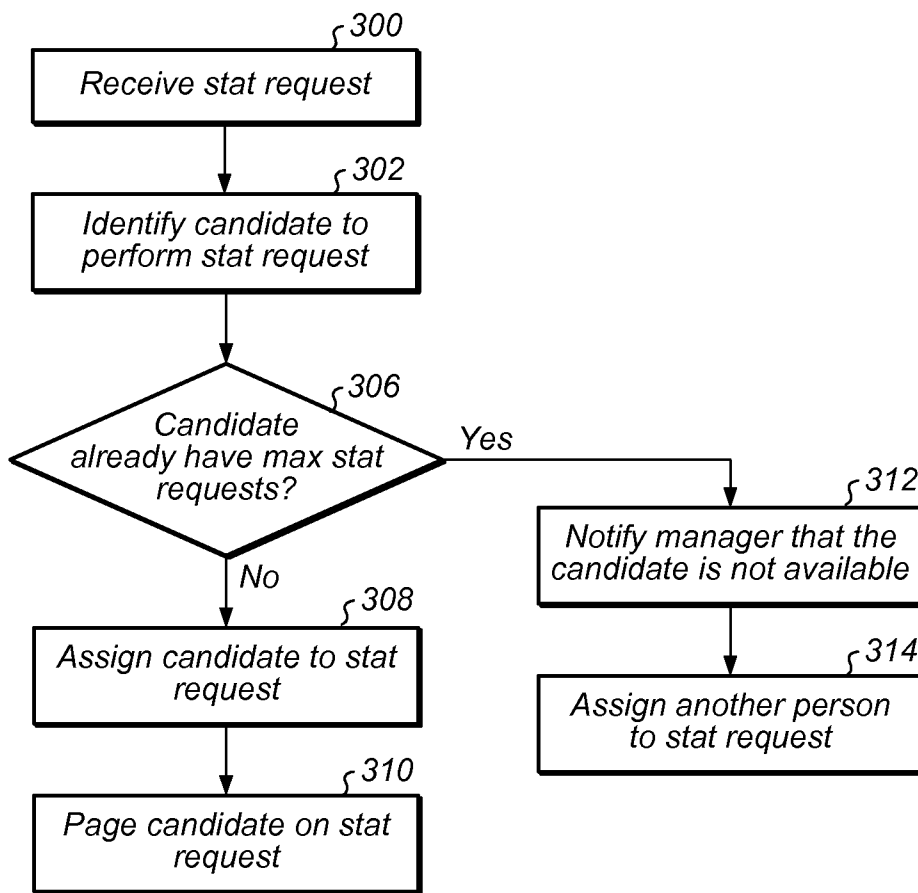 300
Receive stat request
302
Identify candidate to
perform stat request
306
Candidate
already have max stat
requests?
Yes
No
308
Assign candidate to stat
request
310
Page candidate on stat
request
312
Notify manager that the
candidate is not available
314
Assign another person
to stat request